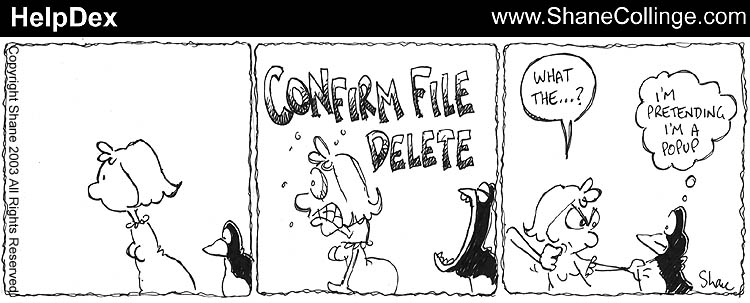 HelpDex
www.ShaneCollinge.com
Copyright Shane 2003 All Rights Reserved
CONFIRM FILE
DELETE
WHAT
THE...?
I'M
PRETENDING
I'M A
POPUP
Shane